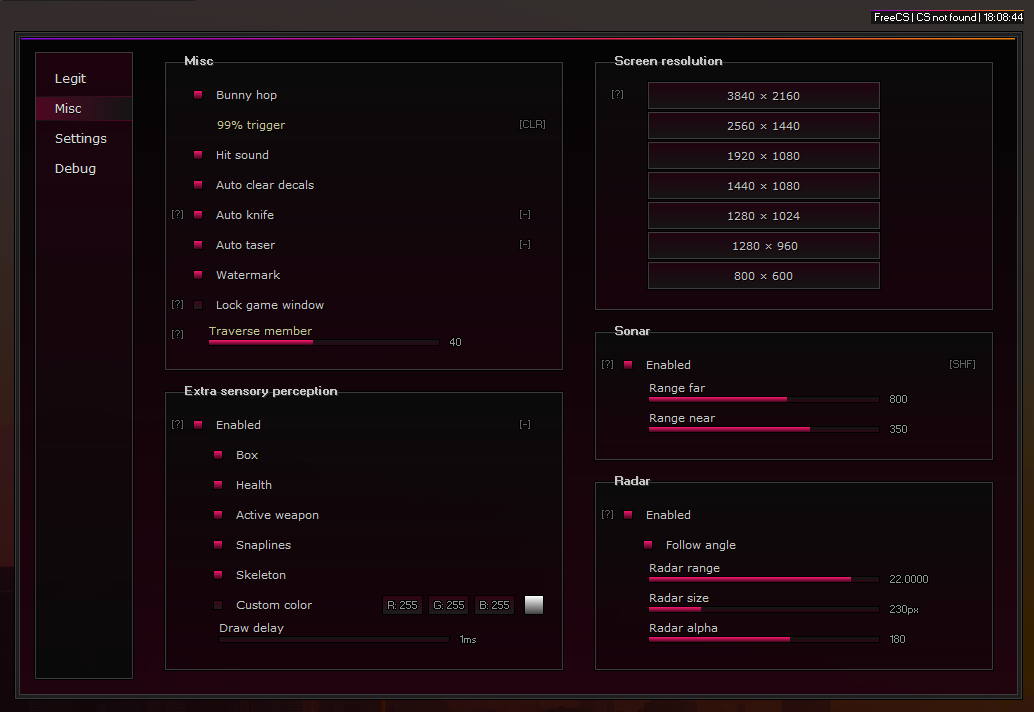 FreeCS | CS not found | 18:08:44
Legit
Misc
Settings
Debug
Misc
Bunny hop
99% trigger [CLR]
Hit sound
Auto clear decals
[?] Auto knife [-]
Auto taser [-]
Watermark
[?] Lock game window
[?] Traverse member
40
Extra sensory perception
[?] Enabled [-]
Box
Health
Active weapon
Snaplines
Skeleton
Custom color R: 255 G: 255 B: 255
Draw delay
1ms
Screen resolution
[?] 3840 × 2160
2560 × 1440
1920 × 1080
1440 × 1080
1280 × 1024
1280 × 960
800 × 600
Sonar
[?] Enabled [SHF]
Range far
800
Range near
350
Radar
[?] Enabled
Follow angle
Radar range
22.0000
Radar size
230px
Radar alpha
180